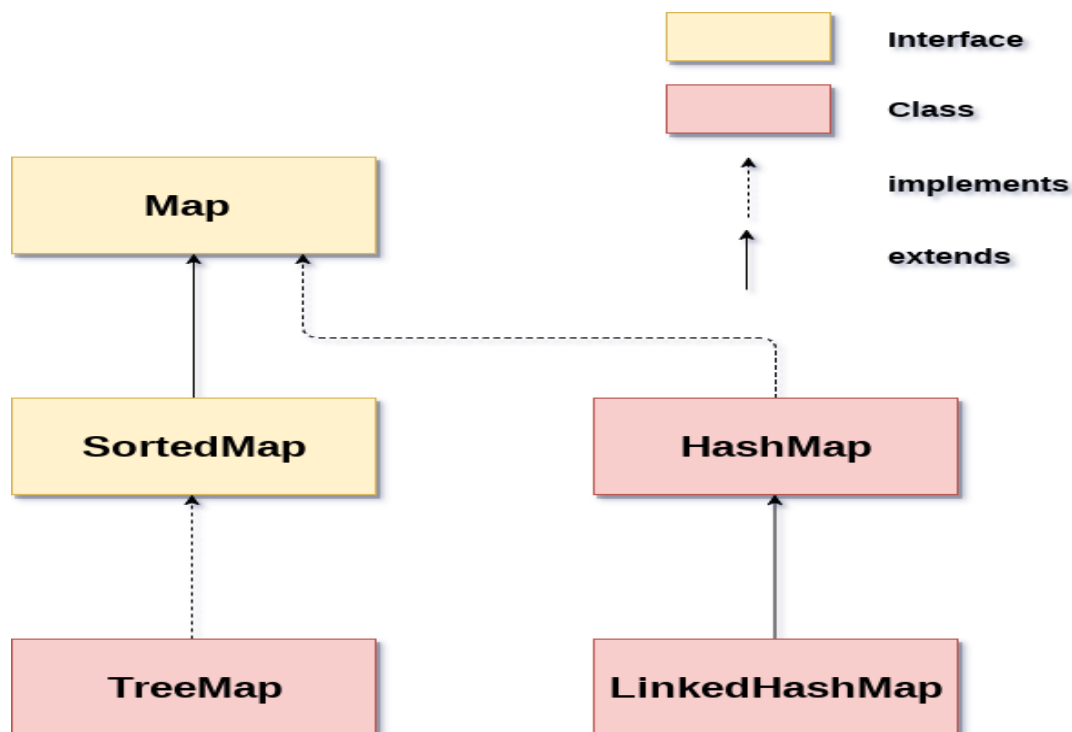 Interface
Class
implements
extends
Map
SortedMap
HashMap
TreeMap
LinkedHashMap